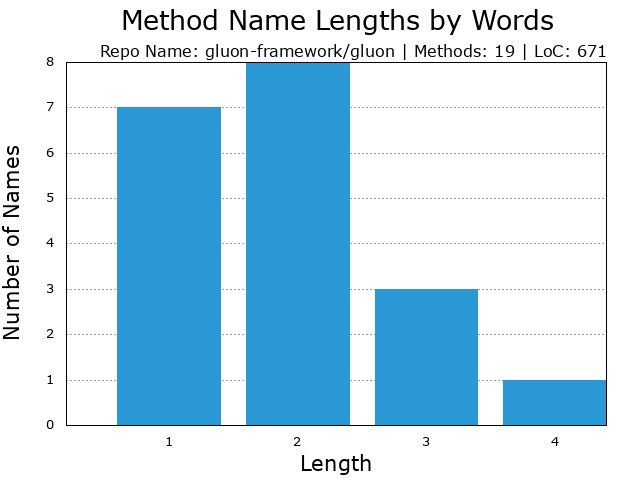 Method Name Lengths by Words
Repo Name: gluon-framework/gluon | Methods: 19 | LoC: 671
Number of Names
8
7
6
5
4
3
2
1
0
1 2 3 4
Length